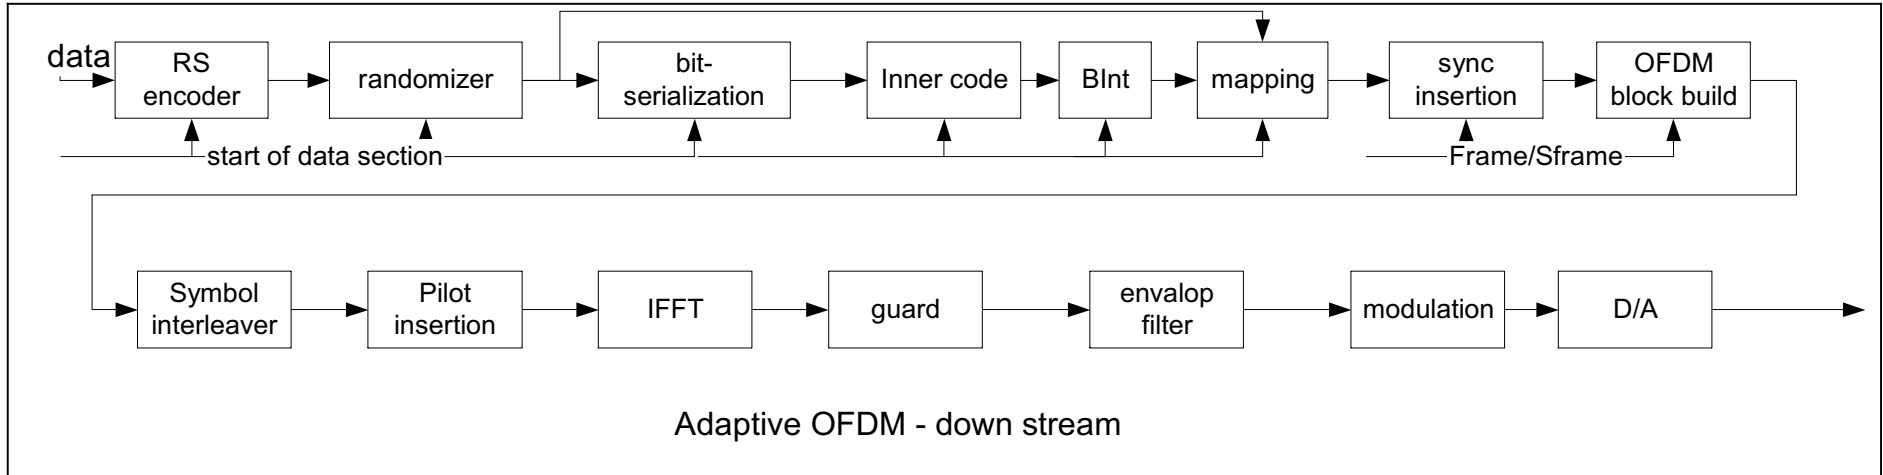 data
RS
encoder
randomizer
bit-
serialization
Inner code
BInt
mapping
sync
insertion
OFDM
block build
start of data section
Frame/Sframe
Symbol
interleaver
Pilot
insertion
IFFT
guard
envalop
filter
modulation
D/A
Adaptive OFDM - down stream